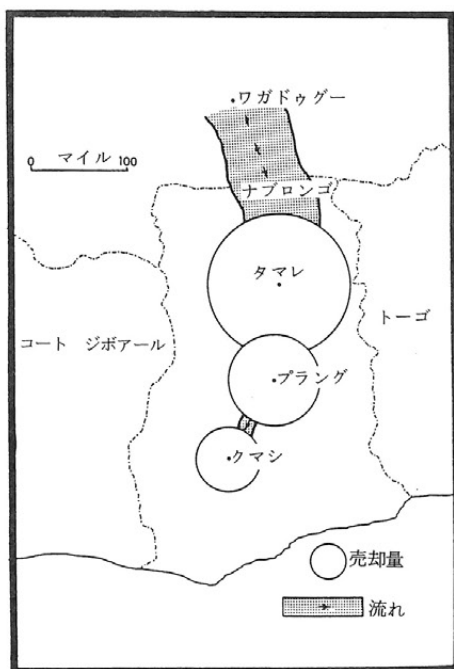 ワガドゥグー
0 マイル 100
ナブロンゴ
タマレ
トーゴ
コート ジボアール
プラング
クマシ
売却量
流れ